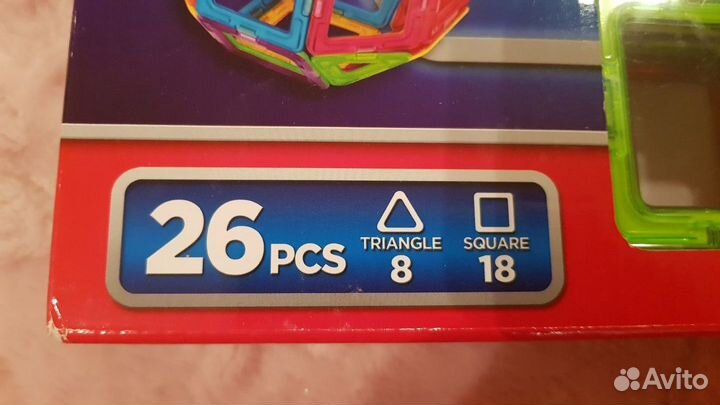 26 PCS
TRIANGLE
8
SQUARE
18
Avito